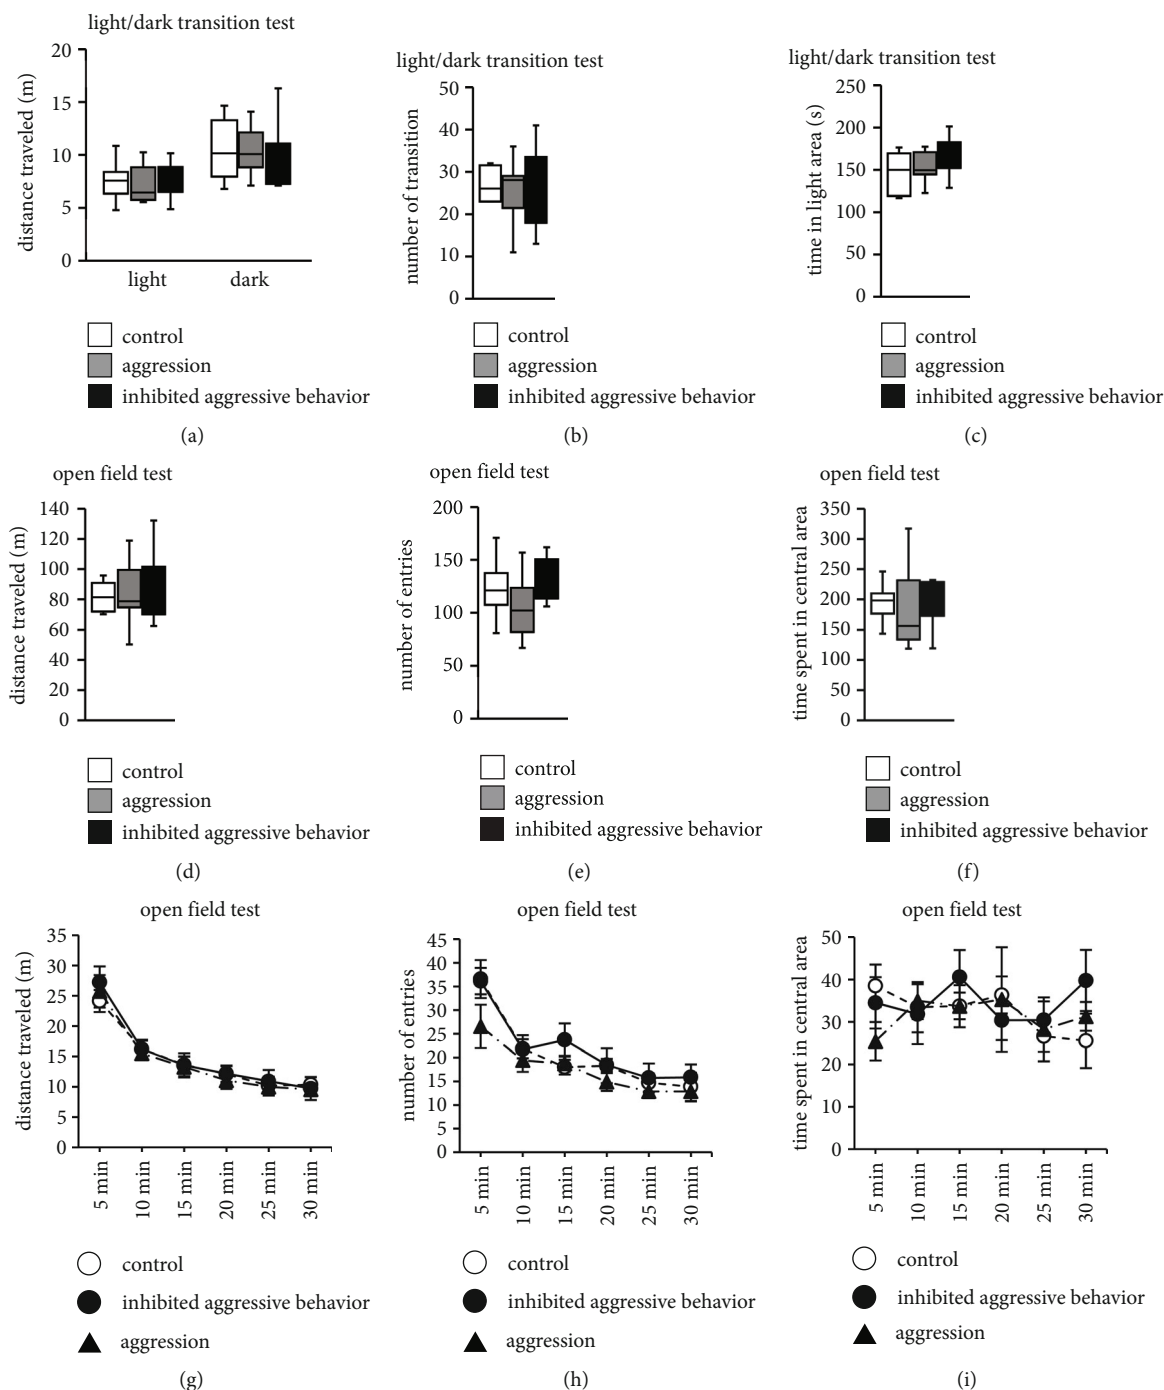 light/dark transition test
distance traveled (m)
20
15
10
5
0
light dark
control
aggression
inhibited aggressive behavior
(a)
light/dark transition test
number of transition
50
40
30
20
10
0
control
aggression
inhibited aggressive behavior
(b)
light/dark transition test
time in light area (s)
250
200
150
100
50
0
control
aggression
inhibited aggressive behavior
(c)
open field test
distance traveled (m)
140
120
100
80
60
40
20
0
control
aggression
inhibited aggressive behavior
(d)
open field test
number of entries
200
150
100
50
0
control
aggression
inhibited aggressive behavior
(e)
open field test
time spent in central area
350
300
250
200
150
100
50
0
control
aggression
inhibited aggressive behavior
(f)
open field test
distance traveled (m)
35
30
25
20
15
10
5
0
5 min
10 min
15 min
20 min
25 min
30 min
control
inhibited aggressive behavior
aggression
(g)
open field test
number of entries
45
40
35
30
25
20
15
10
5
0
5 min
10 min
15 min
20 min
25 min
30 min
control
inhibited aggressive behavior
aggression
(h)
open field test
time spent in central area
50
40
30
20
10
0
5 min
10 min
15 min
20 min
25 min
30 min
control
inhibited aggressive behavior
aggression
(i)